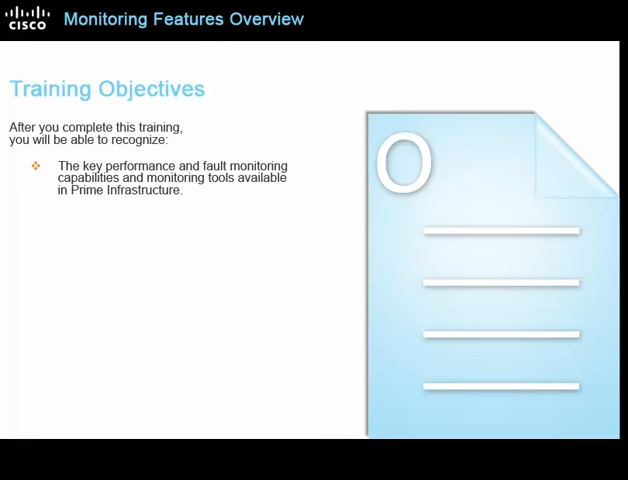 CISCO
Monitoring Features Overview
Training Objectives
After you complete this training,
you will be able to recognize:
The key performance and fault monitoring
capabilities and monitoring tools available
in Prime Infrastructure.
O